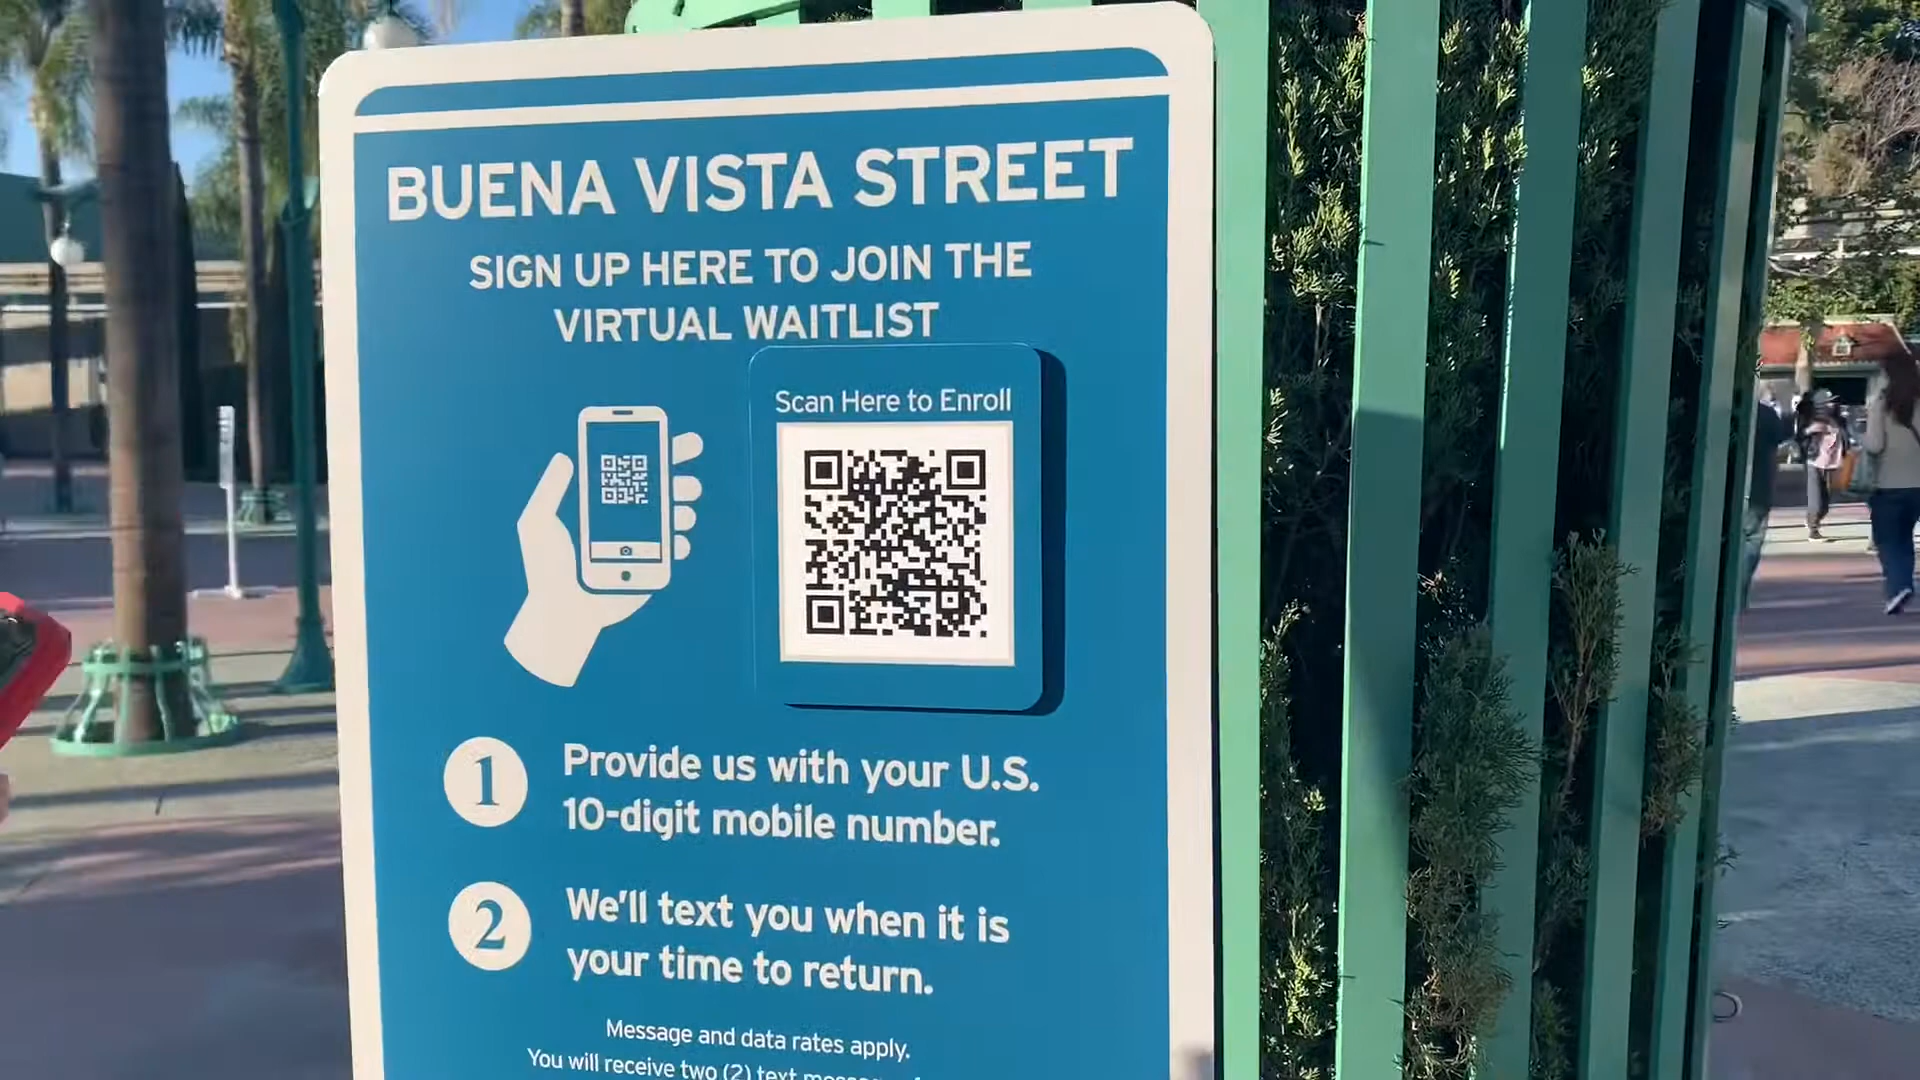 BUENA VISTA STREET
SIGN UP HERE TO JOIN THE
VIRTUAL WAITLIST
Scan Here to Enroll
1 Provide us with your U.S.
10-digit mobile number.
2 We'll text you when it is
your time to return.
Message and data rates apply.
You will receive two (2) text